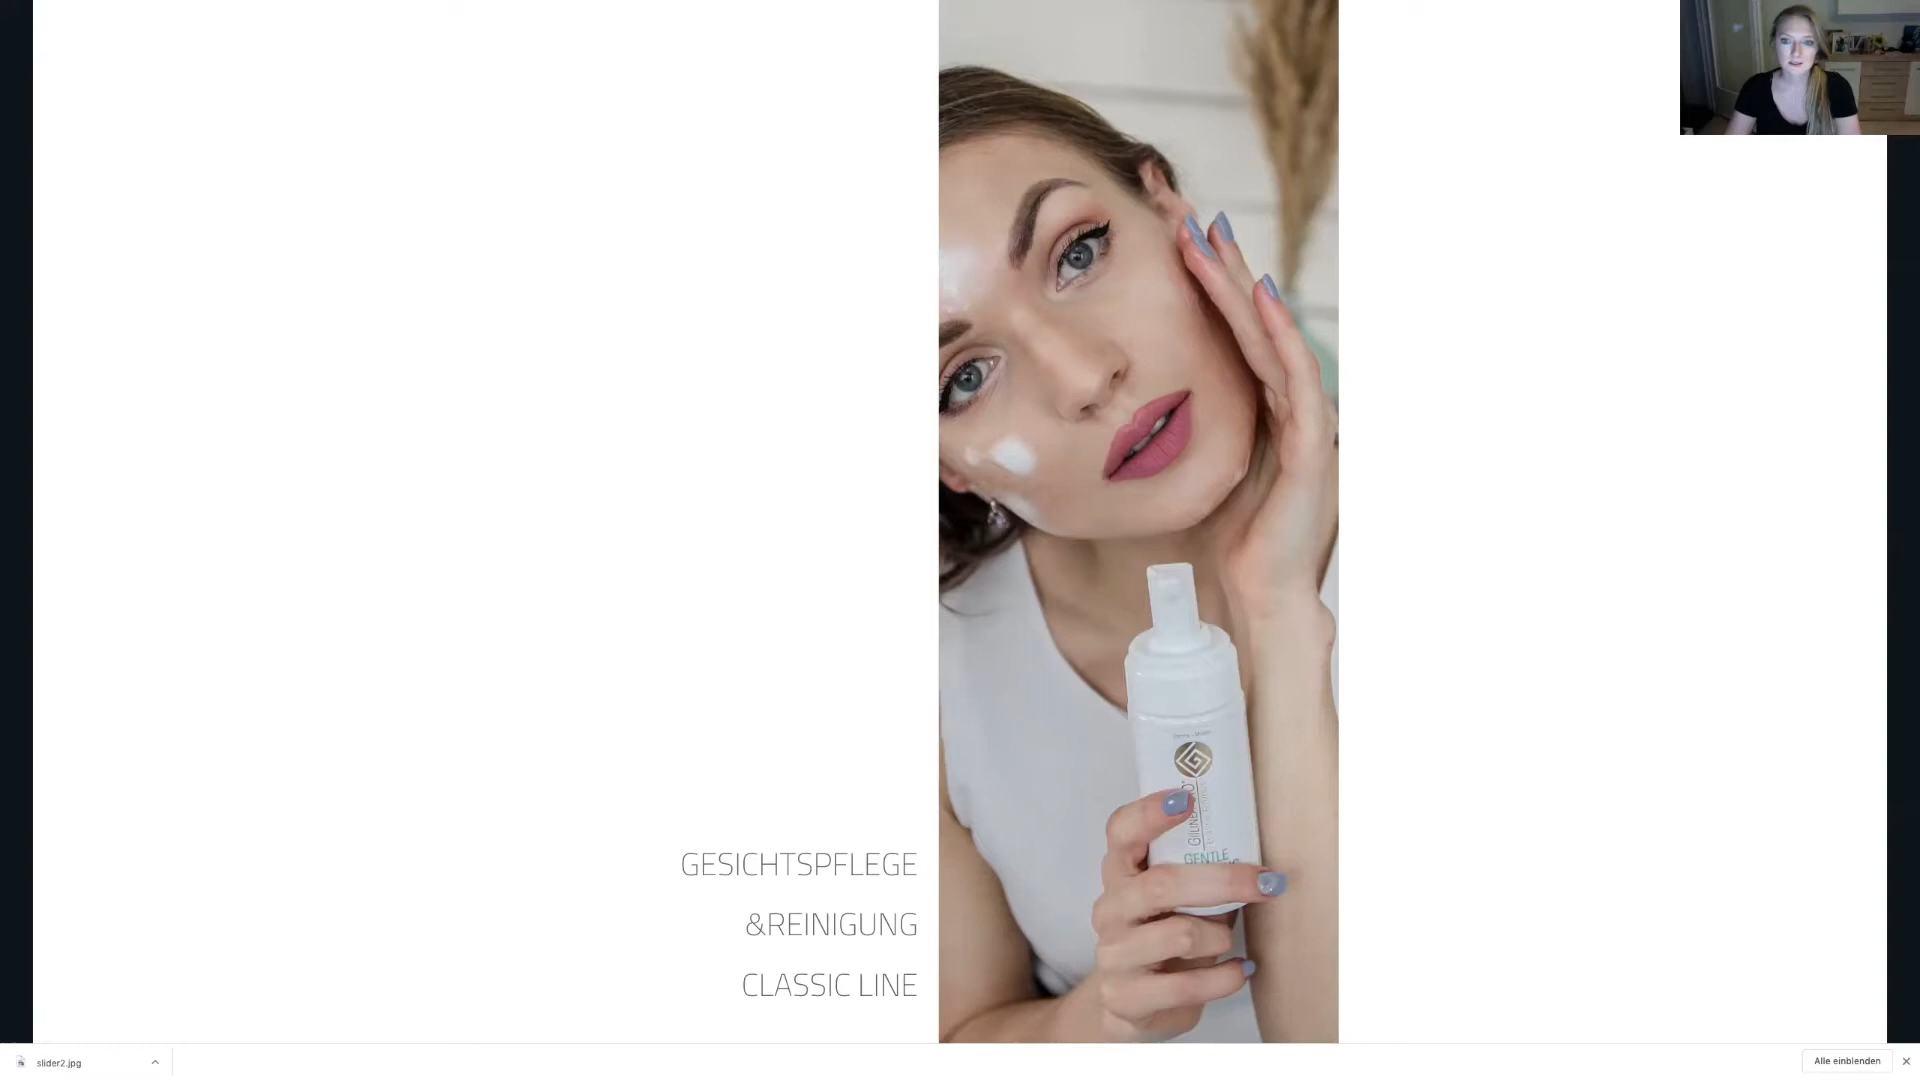 GENTLE
GESICHTSPFLEGE
&REINIGUNG
CLASSIC LINE
slider2.jpg
Alle einblenden